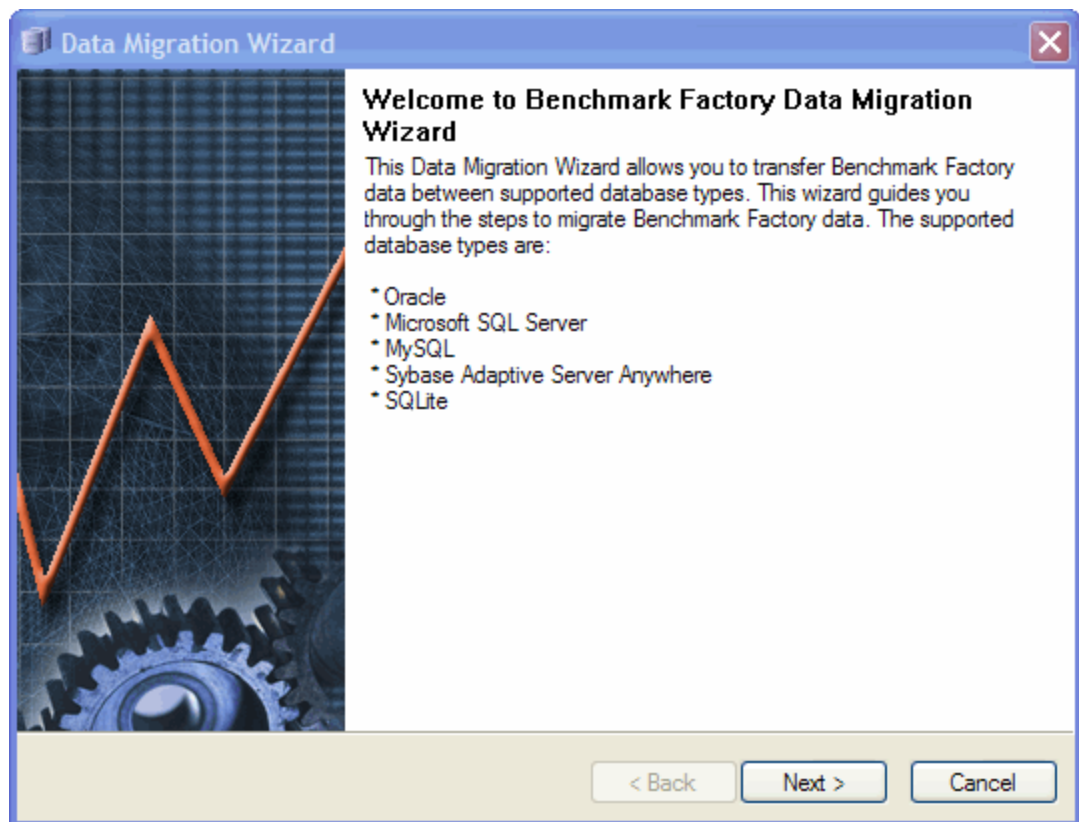 Data Migration Wizard
Welcome to Benchmark Factory Data Migration
Wizard
This Data Migration Wizard allows you to transfer Benchmark Factory
data between supported database types. This wizard guides you
through the steps to migrate Benchmark Factory data. The supported
database types are:
* Oracle
* Microsoft SQL Server
* MySQL
* Sybase Adaptive Server Anywhere
* SQLite
< Back
Next >
Cancel